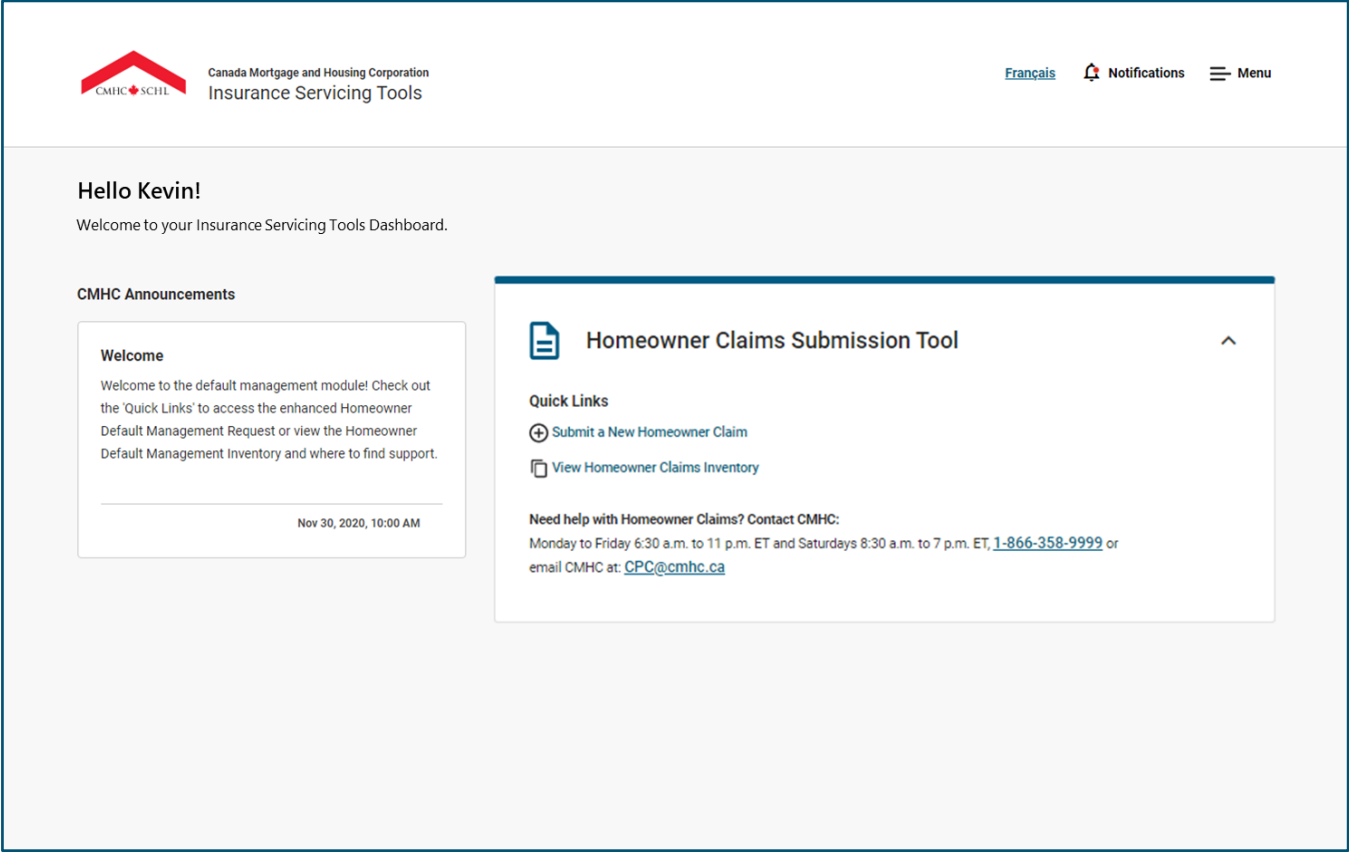 CMHC SCHL
Canada Mortgage and Housing Corporation
Insurance Servicing Tools
Français
Notifications
Menu
Hello Kevin!
Welcome to your Insurance Servicing Tools Dashboard.
CMHC Announcements
Welcome
Welcome to the default management module! Check out
the 'Quick Links' to access the enhanced Homeowner
Default Management Request or view the Homeowner
Default Management Inventory and where to find support.
Nov 30, 2020, 10:00 AM
Homeowner Claims Submission Tool
Quick Links
Submit a New Homeowner Claim
View Homeowner Claims Inventory
Need help with Homeowner Claims? Contact CMHC:
Monday to Friday 6:30 a.m. to 11 p.m. ET and Saturdays 8:30 a.m. to 7 p.m. ET, 1-866-358-9999 or
email CMHC at: CPC@cmhc.ca